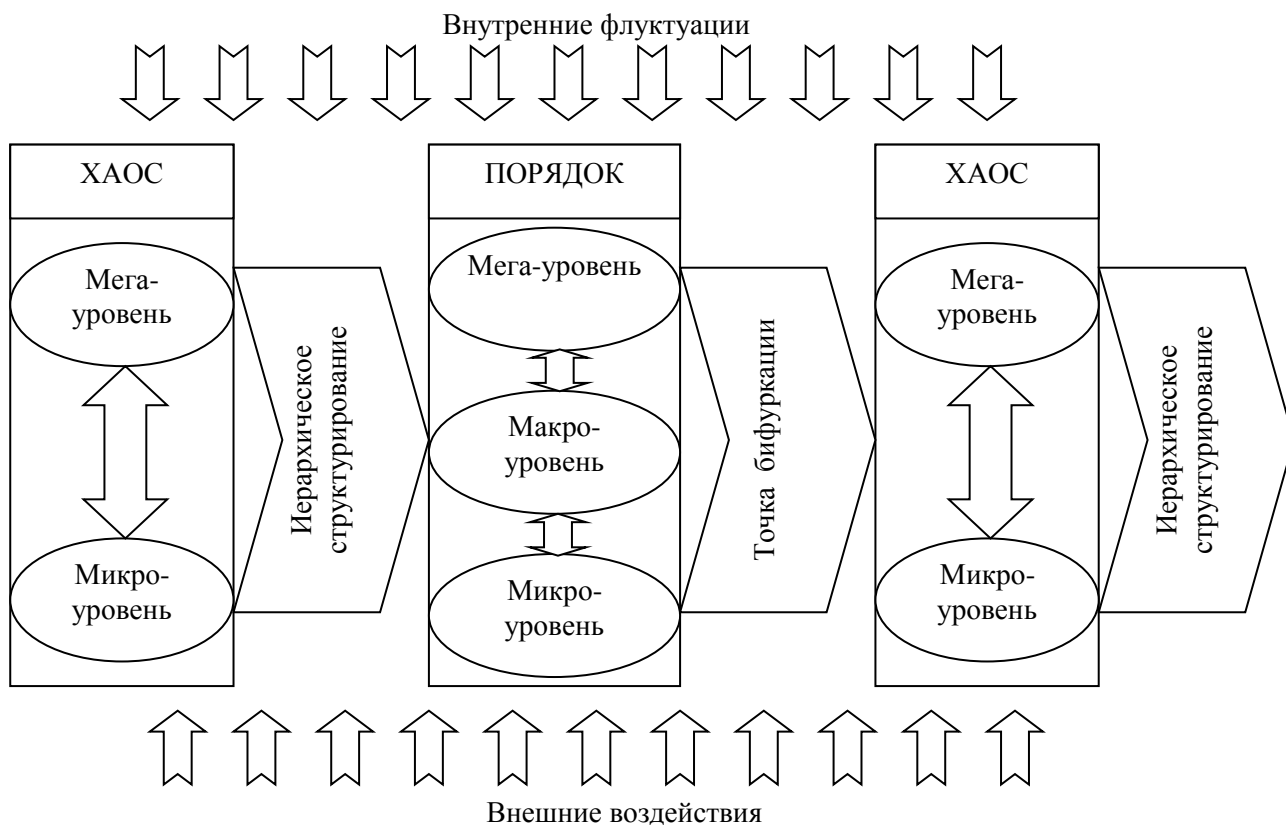 Внутренние флуктуации
ХАОС
ПОРЯДОК
ХАОС
Мега-
уровень
Микро-
уровень
Иерархическое
структурирование
Мега-уровень
Макро-
уровень
Микро-
уровень
Точка бифуркации
Мега-
уровень
Микро-
уровень
Иерархическое
структурирование
Внешние воздействия